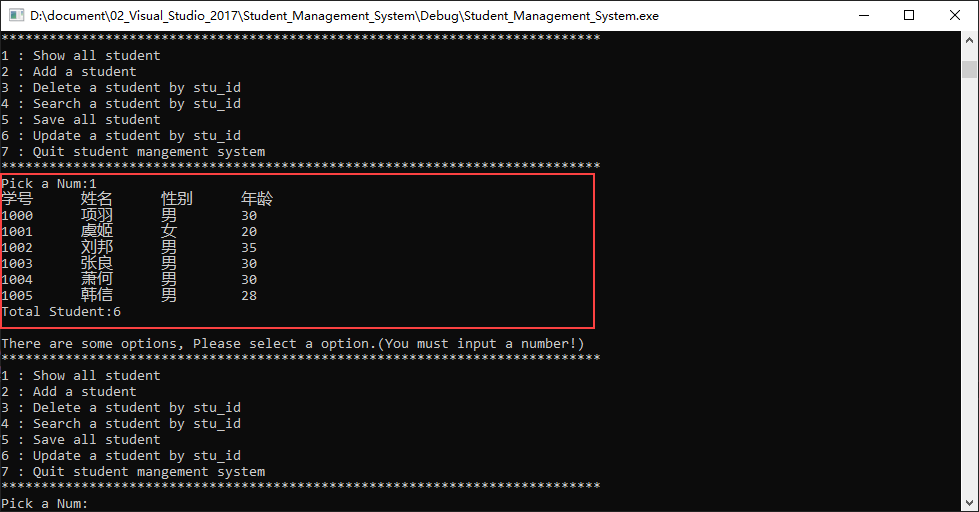 D:\document\02_Visual_Studio_2017\Student_Management_System\Debug\Student_Management_System.exe
***************************************************************************
1 : Show all student
2 : Add a student
3 : Delete a student by stu_id
4 : Search a student by stu_id
5 : Save all student
6 : Update a student by stu_id
7 : Quit student mangement system
***************************************************************************
Pick a Num:1
学号 姓名 性别 年龄
1000 项羽 男 30
1001 虞姬 女 20
1002 刘邦 男 35
1003 张良 男 30
1004 萧何 男 30
1005 韩信 男 28
Total Student:6
There are some options, Please select a option.(You must input a number!)
***************************************************************************
1 : Show all student
2 : Add a student
3 : Delete a student by stu_id
4 : Search a student by stu_id
5 : Save all student
6 : Update a student by stu_id
7 : Quit student mangement system
***************************************************************************
Pick a Num: